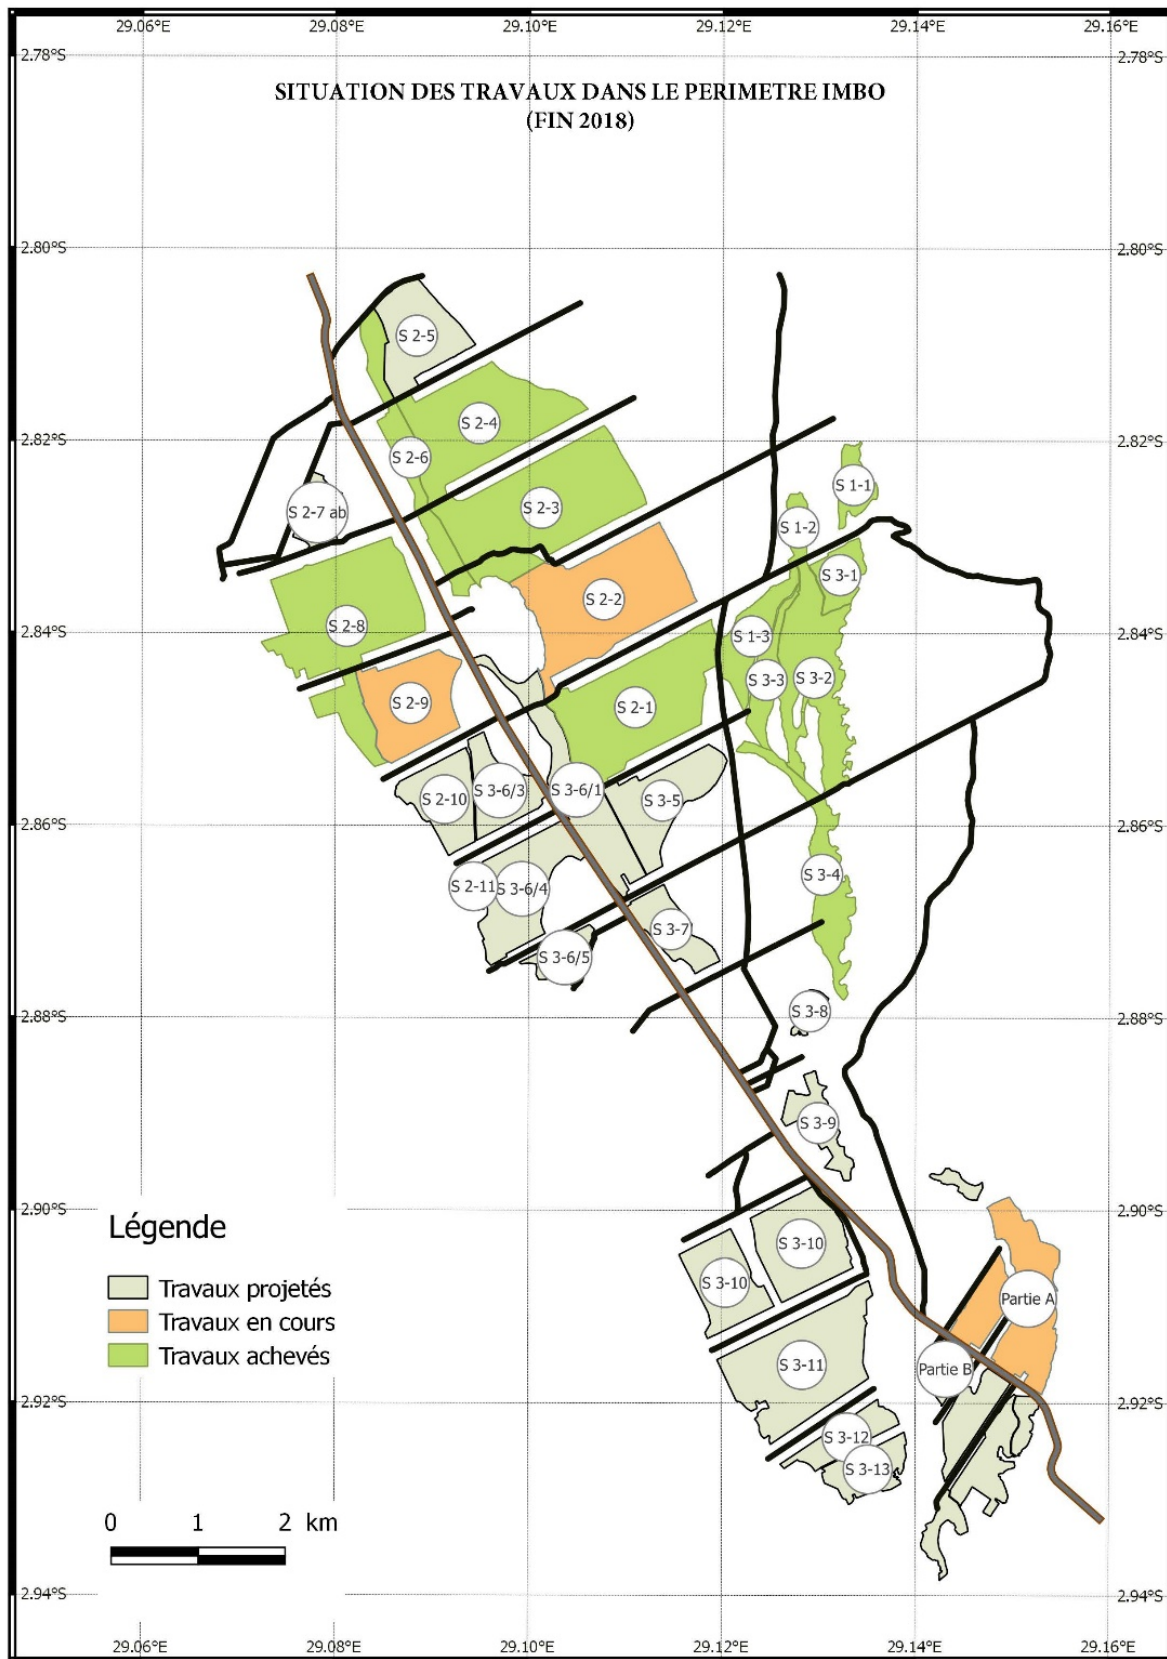 29.06°E 29.08°E 29.10°E 29.12°E 29.14°E 29.16°E
2.78°S 2.78°S
SITUATION DES TRAVAUX DANS LE PERIMETRE IMBO
(FIN 2018)
2.80°S 2.80°S
S 2-5
S 2-4
2.82°S 2.82°S
S 2-6
S 1-1
S 2-3
S 2-7 ab
S 1-2
S 3-1
S 2-2
S 2-8
2.84°S 2.84°S
S 1-3
S 3-3 S 3-2
S 2-9
S 2-1
S 2-10 S 3-6/3 S 3-6/1 S 3-5
2.86°S 2.86°S
S 3-4
S 2-11 S 3-6/4
S 3-7
S 3-6/5
S 3-8
2.88°S 2.88°S
S 3-9
2.90°S 2.90°S
Légende
S 3-10
S 3-10
Travaux projetés
Partie A
Travaux en cours
Travaux achevés
S 3-11
Partie B
2.92°S 2.92°S
S 3-12
S 3-13
0 1 2 km
2.94°S 2.94°S
29.06°E 29.08°E 29.10°E 29.12°E 29.14°E 29.16°E